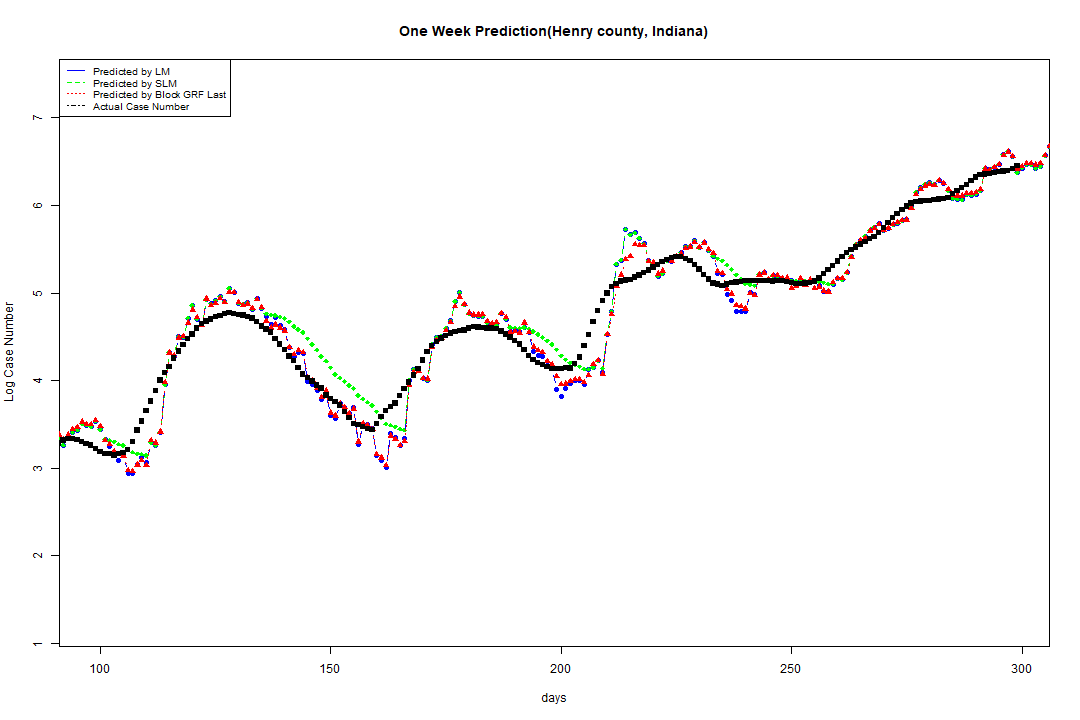 One Week Prediction(Henry county, Indiana)
Predicted by LM
Predicted by SLM
Predicted by Block GRF Last
Actual Case Number
7
6
5
4
3
2
1
Log Case Number
100 150 200 250 300
days